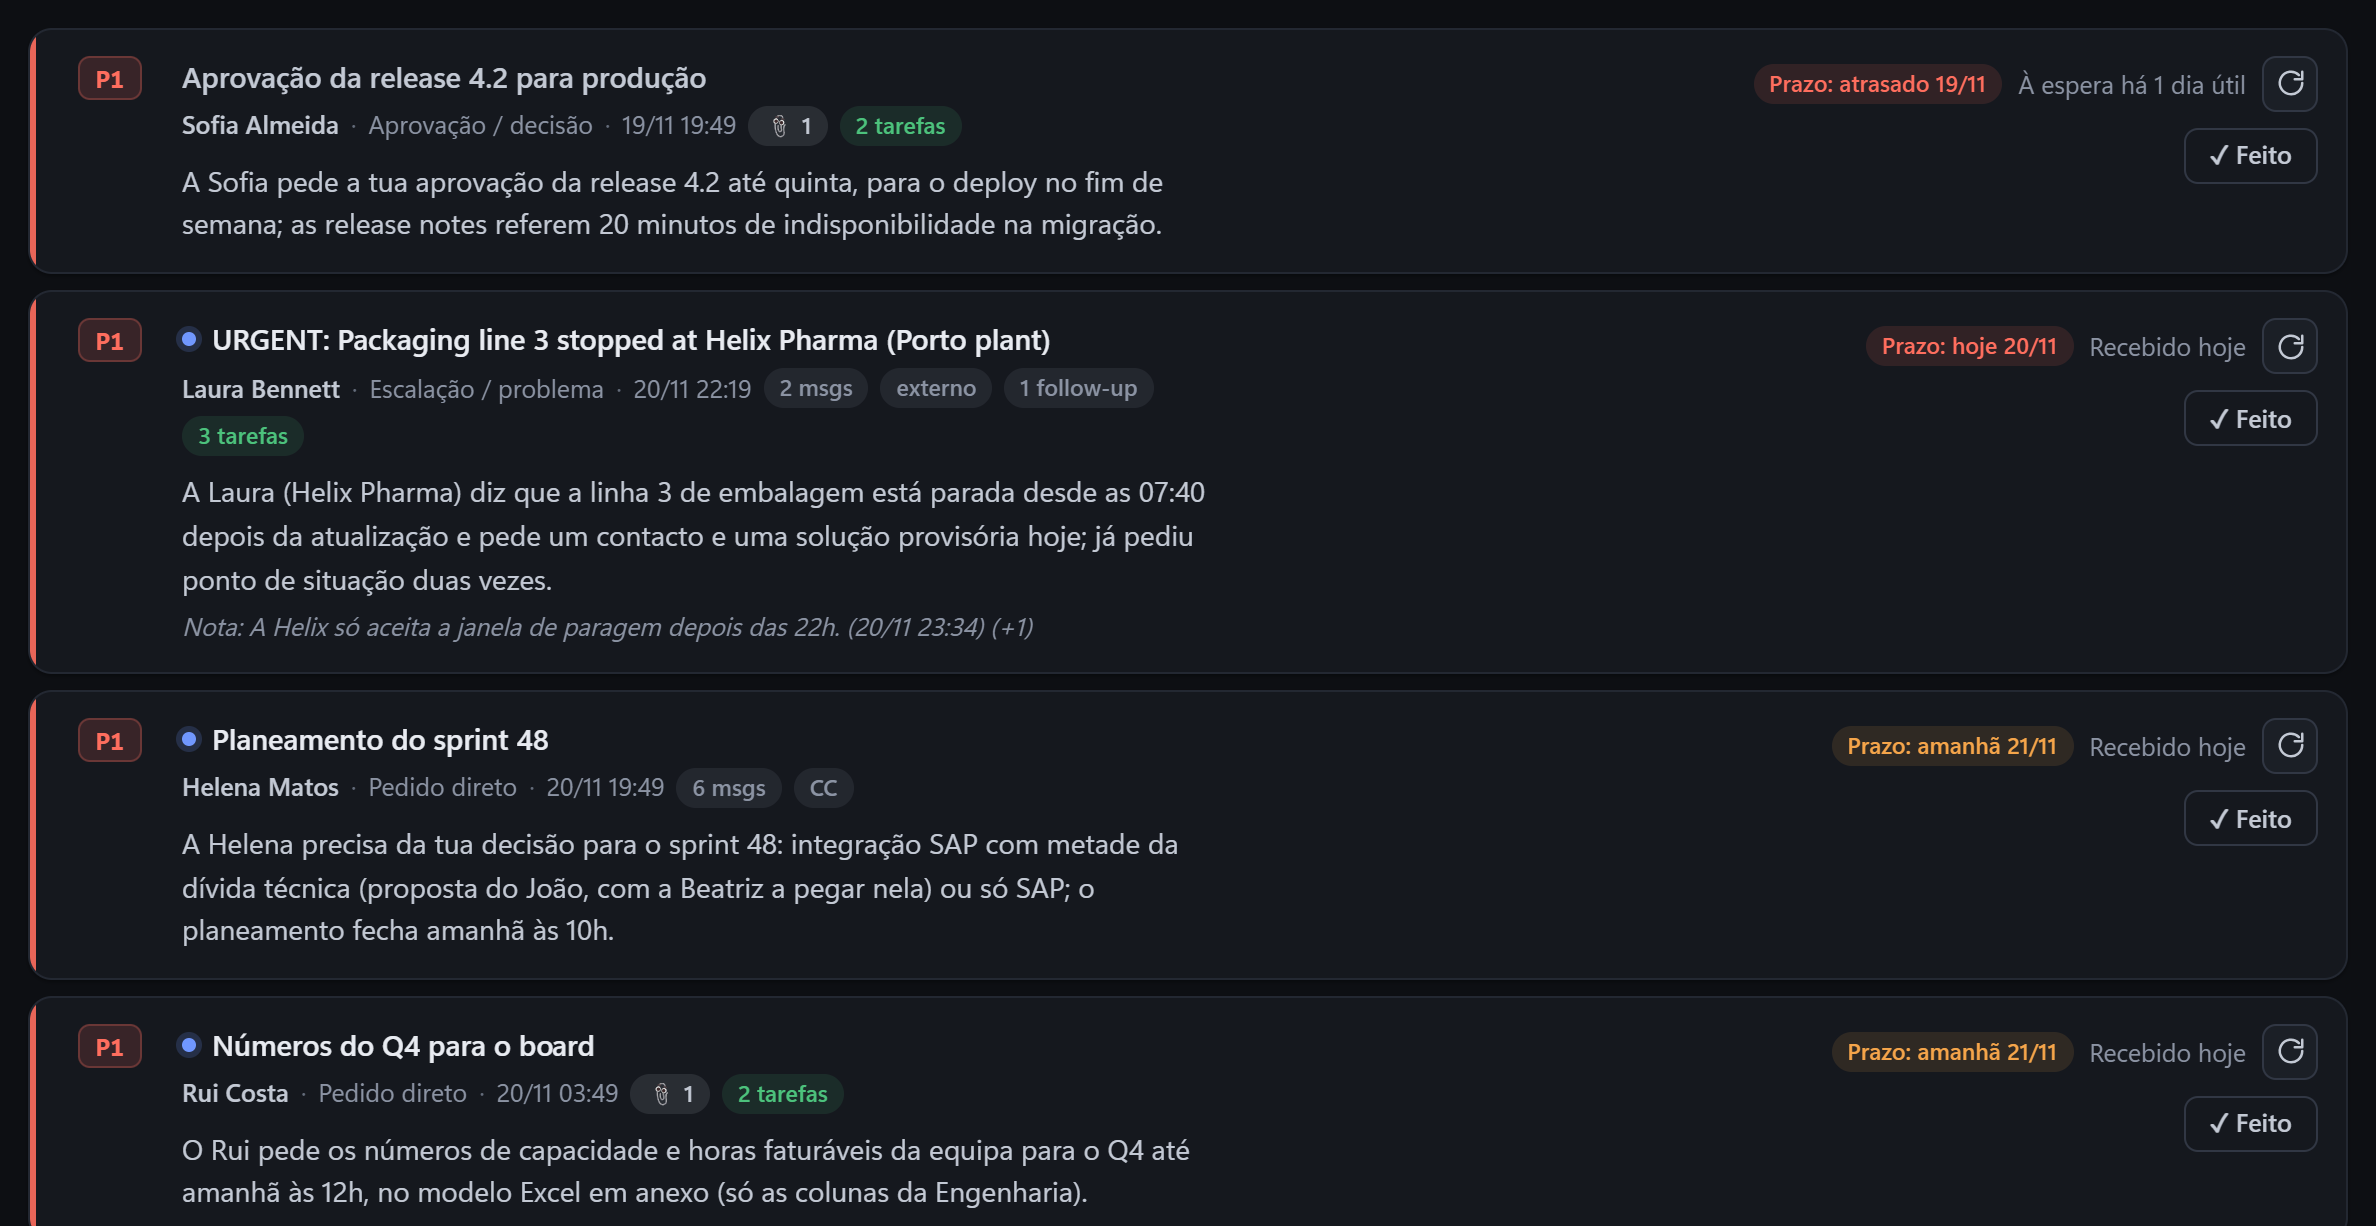 P1 Aprovação da release 4.2 para produção Prazo: atrasado 19/11 À espera há 1 dia útil
Sofia Almeida · Aprovação / decisão · 19/11 19:49 1 2 tarefas
✓ Feito
A Sofia pede a tua aprovação da release 4.2 até quinta, para o deploy no fim de
semana; as release notes referem 20 minutos de indisponibilidade na migração.
P1 URGENT: Packaging line 3 stopped at Helix Pharma (Porto plant) Prazo: hoje 20/11 Recebido hoje
Laura Bennett · Escalação / problema · 20/11 22:19 2 msgs externo 1 follow-up
✓ Feito
3 tarefas
A Laura (Helix Pharma) diz que a linha 3 de embalagem está parada desde as 07:40
depois da atualização e pede um contacto e uma solução provisória hoje; já pediu
ponto de situação duas vezes.
Nota: A Helix só aceita a janela de paragem depois das 22h. (20/11 23:34) (+1)
P1 Planeamento do sprint 48 Prazo: amanhã 21/11 Recebido hoje
Helena Matos · Pedido direto · 20/11 19:49 6 msgs CC
✓ Feito
A Helena precisa da tua decisão para o sprint 48: integração SAP com metade da
dívida técnica (proposta do João, com a Beatriz a pegar nela) ou só SAP; o
planeamento fecha amanhã às 10h.
P1 Números do Q4 para o board Prazo: amanhã 21/11 Recebido hoje
Rui Costa · Pedido direto · 20/11 03:49 1 2 tarefas
✓ Feito
O Rui pede os números de capacidade e horas faturáveis da equipa para o Q4 até
amanhã às 12h, no modelo Excel em anexo (só as colunas da Engenharia).